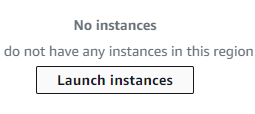 No instances
do not have any instances in this region
Launch instances